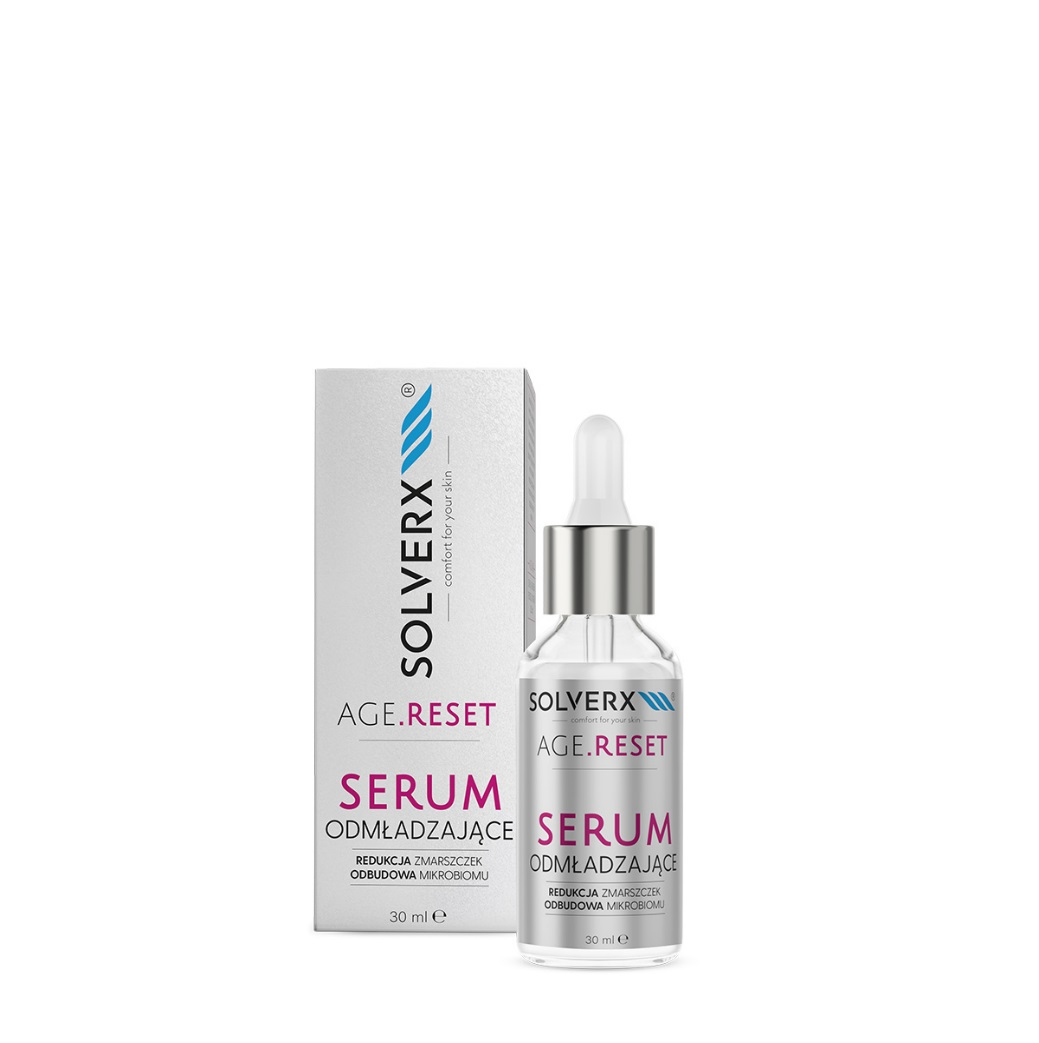 SOLVERX®
comfort for your skin
AGE.RESET
SERUM
ODMŁADZAJĄCE
REDUKCJA ZMARSZCZEK
ODBUDOWA MIKROBIOMU
30 ml ℮
SOLVERX®
comfort for your skin
AGE.RESET
SERUM
ODMŁADZAJĄCE
REDUKCJA ZMARSZCZEK
ODBUDOWA MIKROBIOMU
30 ml ℮